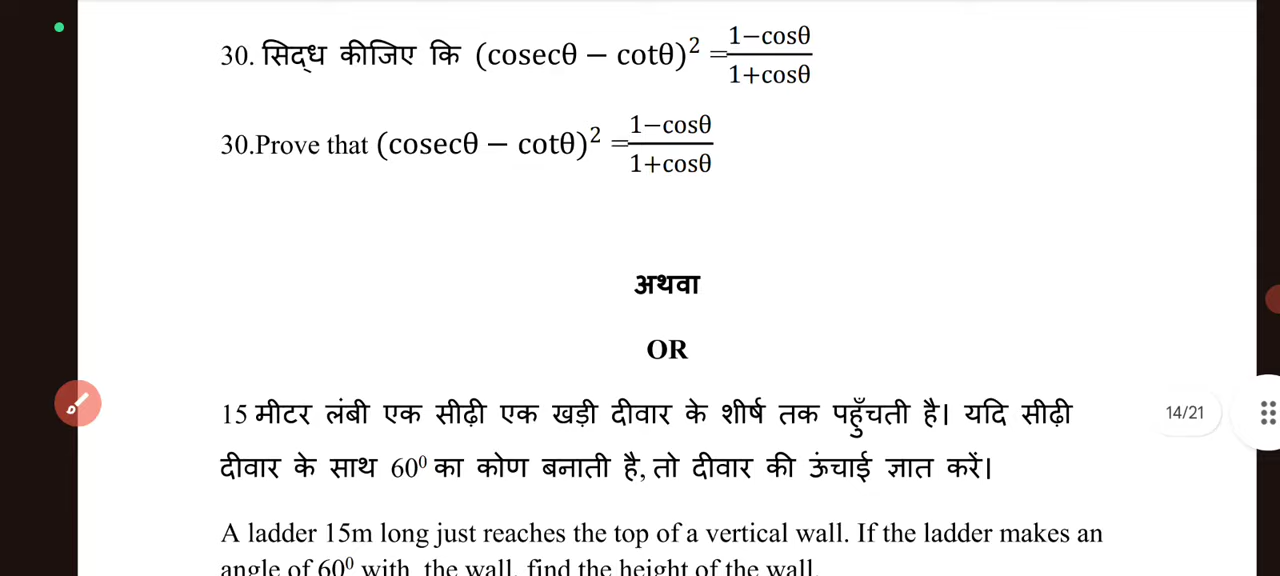 30. सिद्ध कीजिए कि (cosecθ − cotθ)² = (1−cosθ)/(1+cosθ)
30.Prove that (cosecθ − cotθ)² = (1−cosθ)/(1+cosθ)
अथवा
OR
15 मीटर लंबी एक सीढ़ी एक खड़ी दीवार के शीर्ष तक पहुँचती है। यदि सीढ़ी
14/21
दीवार के साथ 60⁰ का कोण बनाती है, तो दीवार की ऊंचाई ज्ञात करें।
A ladder 15m long just reaches the top of a vertical wall. If the ladder makes an
angle of 60⁰ with the wall, find the height of the wall.